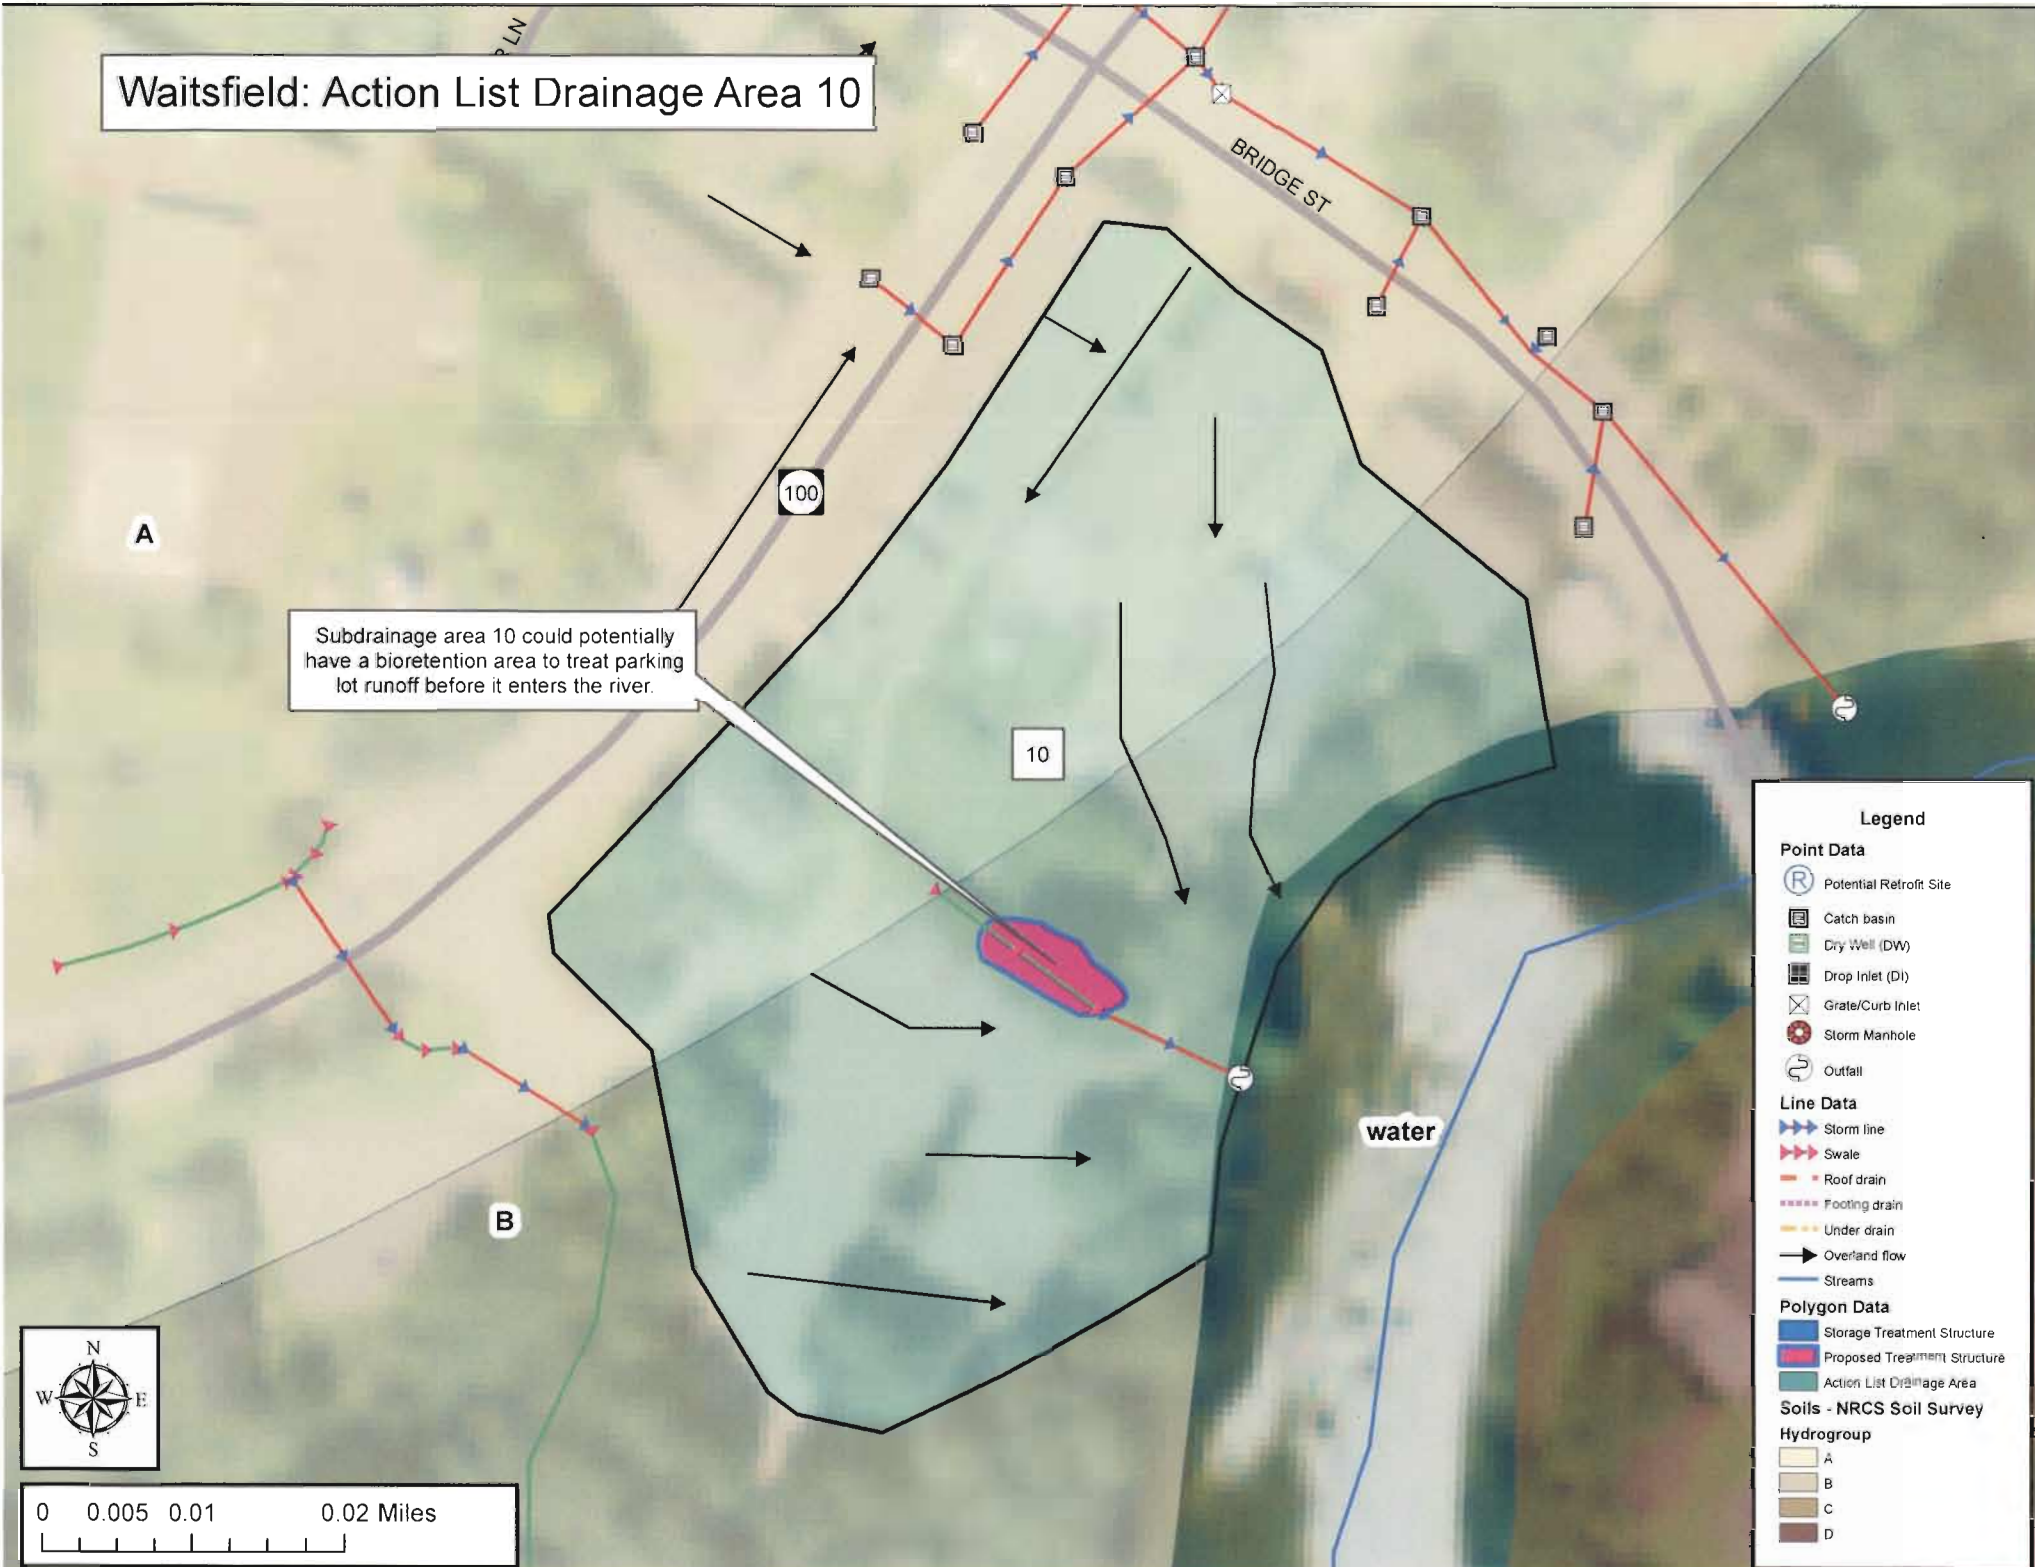 R LN
Waitsfield: Action List Drainage Area 10
BRIDGE ST
100
A
Subdrainage area 10 could potentially
have a bioretention area to treat parking
lot runoff before it enters the river.
10
water
B
Legend
Point Data
R Potential Retrofit Site
Catch basin
Dry Well (DW)
Drop Inlet (DI)
Grate/Curb Inlet
Storm Manhole
Outfall
Line Data
Storm line
Swale
Roof drain
Footing drain
Under drain
Overland flow
Streams
Polygon Data
Storage Treatment Structure
Proposed Treatment Structure
Action List Drainage Area
Soils - NRCS Soil Survey
Hydrogroup
A
B
C
D
N
W E
S
0 0.005 0.01 0.02 Miles